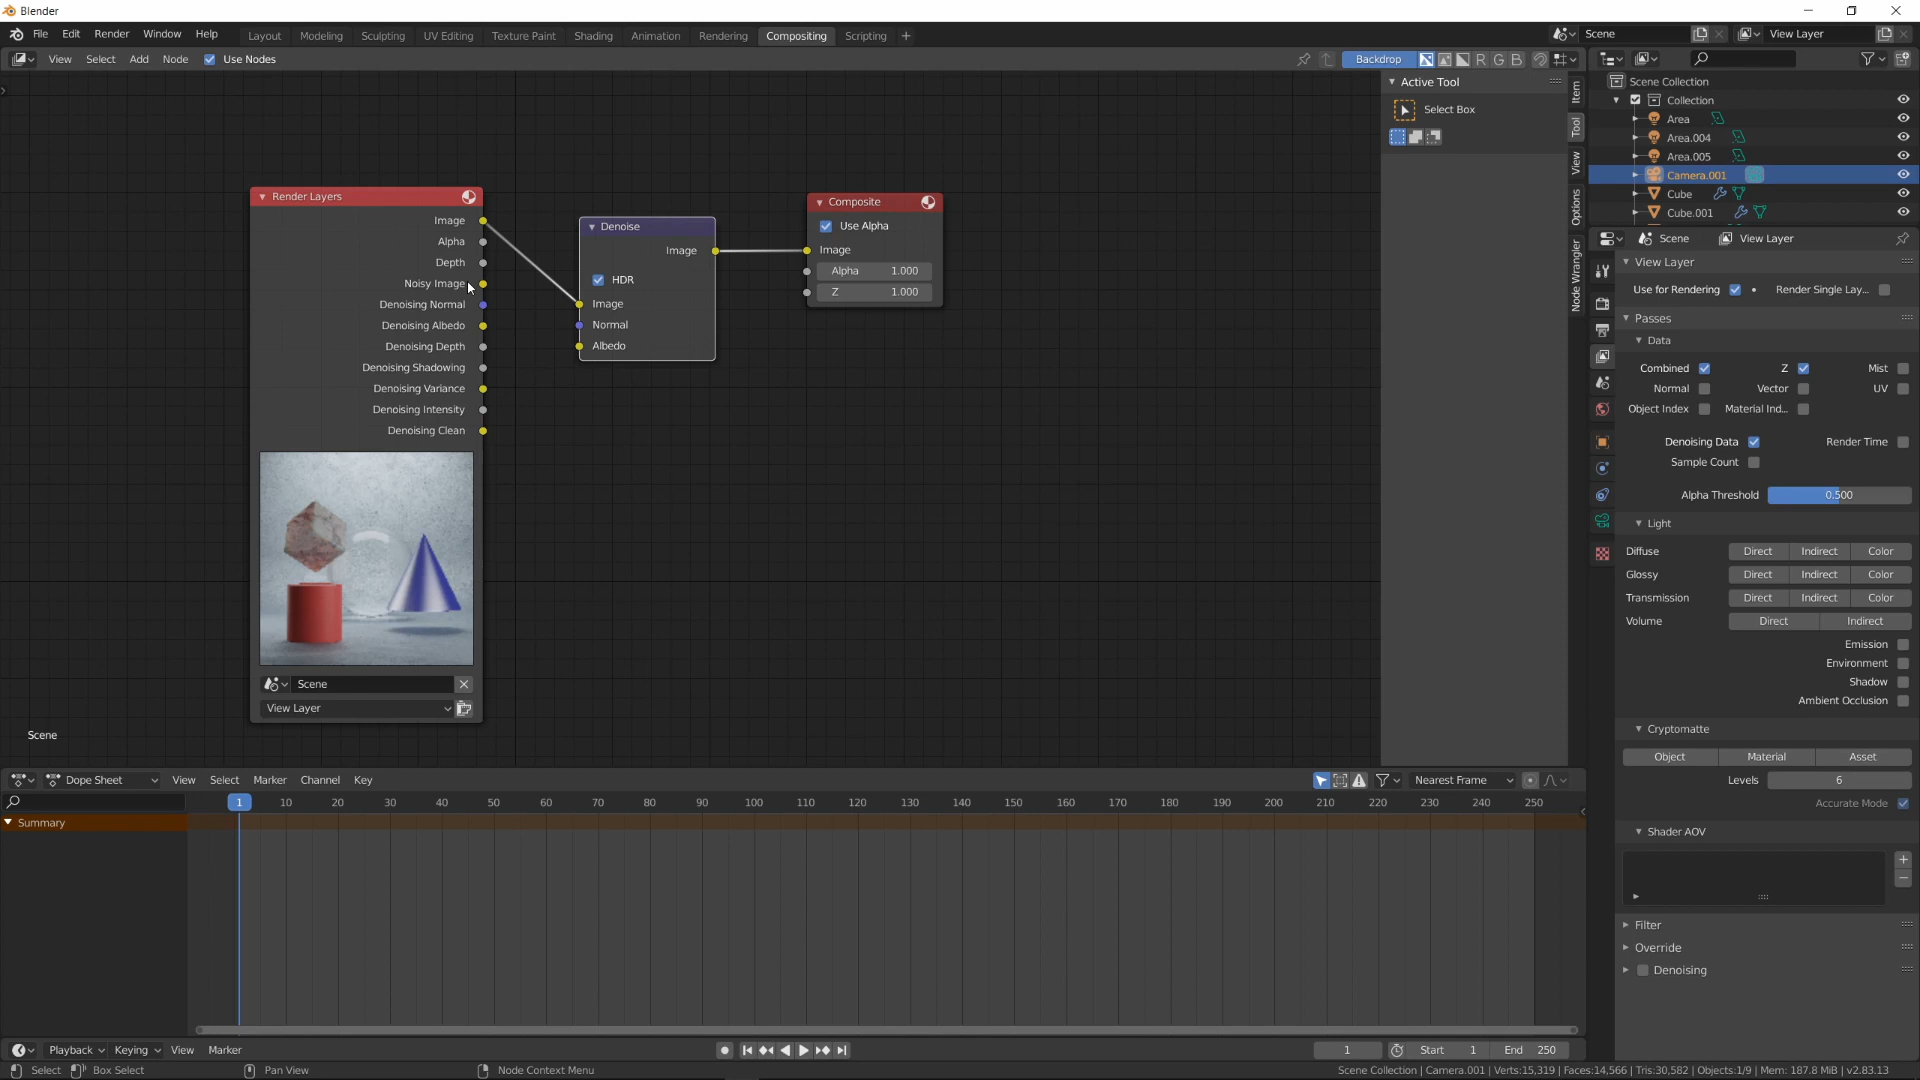 Blender
File Edit Render Window Help Layout Modeling Sculpting UV Editing Texture Paint Shading Animation Rendering Compositing Scripting + Scene View Layer
View Select Add Node Use Nodes Backdrop R G B
Active Tool
Select Box
Item
Tool
View
Options
Node Wrangler
Scene Collection
Collection
Area
Area.004
Area.005
Camera.001
Cube
Cube.001
Render Layers
Image
Alpha
Depth
Noisy Image
Denoising Normal
Denoising Albedo
Denoising Depth
Denoising Shadowing
Denoising Variance
Denoising Intensity
Denoising Clean
Scene
View Layer
Denoise
Image
HDR
Image
Normal
Albedo
Composite
Use Alpha
Image
Alpha 1.000
Z 1.000
Scene
Scene View Layer
View Layer
Use for Rendering Render Single Lay...
Passes
Data
Combined Z Mist
Normal Vector UV
Object Index Material Ind...
Denoising Data Render Time
Sample Count
Alpha Threshold 0.500
Light
Diffuse Direct Indirect Color
Glossy Direct Indirect Color
Transmission Direct Indirect Color
Volume Direct Indirect
Emission
Environment
Shadow
Ambient Occlusion
Cryptomatte
Object Material Asset
Levels 6
Accurate Mode
Shader AOV
Filter
Override
Denoising
Dope Sheet View Select Marker Channel Key Nearest Frame
1 10 20 30 40 50 60 70 80 90 100 110 120 130 140 150 160 170 180 190 200 210 220 230 240 250
Summary
Playback Keying View Marker 1 Start 1 End 250
Select Box Select Pan View Node Context Menu Scene Collection | Camera.001 | Verts:15,319 | Faces:14,566 | Tris:30,582 | Objects:1/9 | Mem: 187.8 MiB | v2.83.13